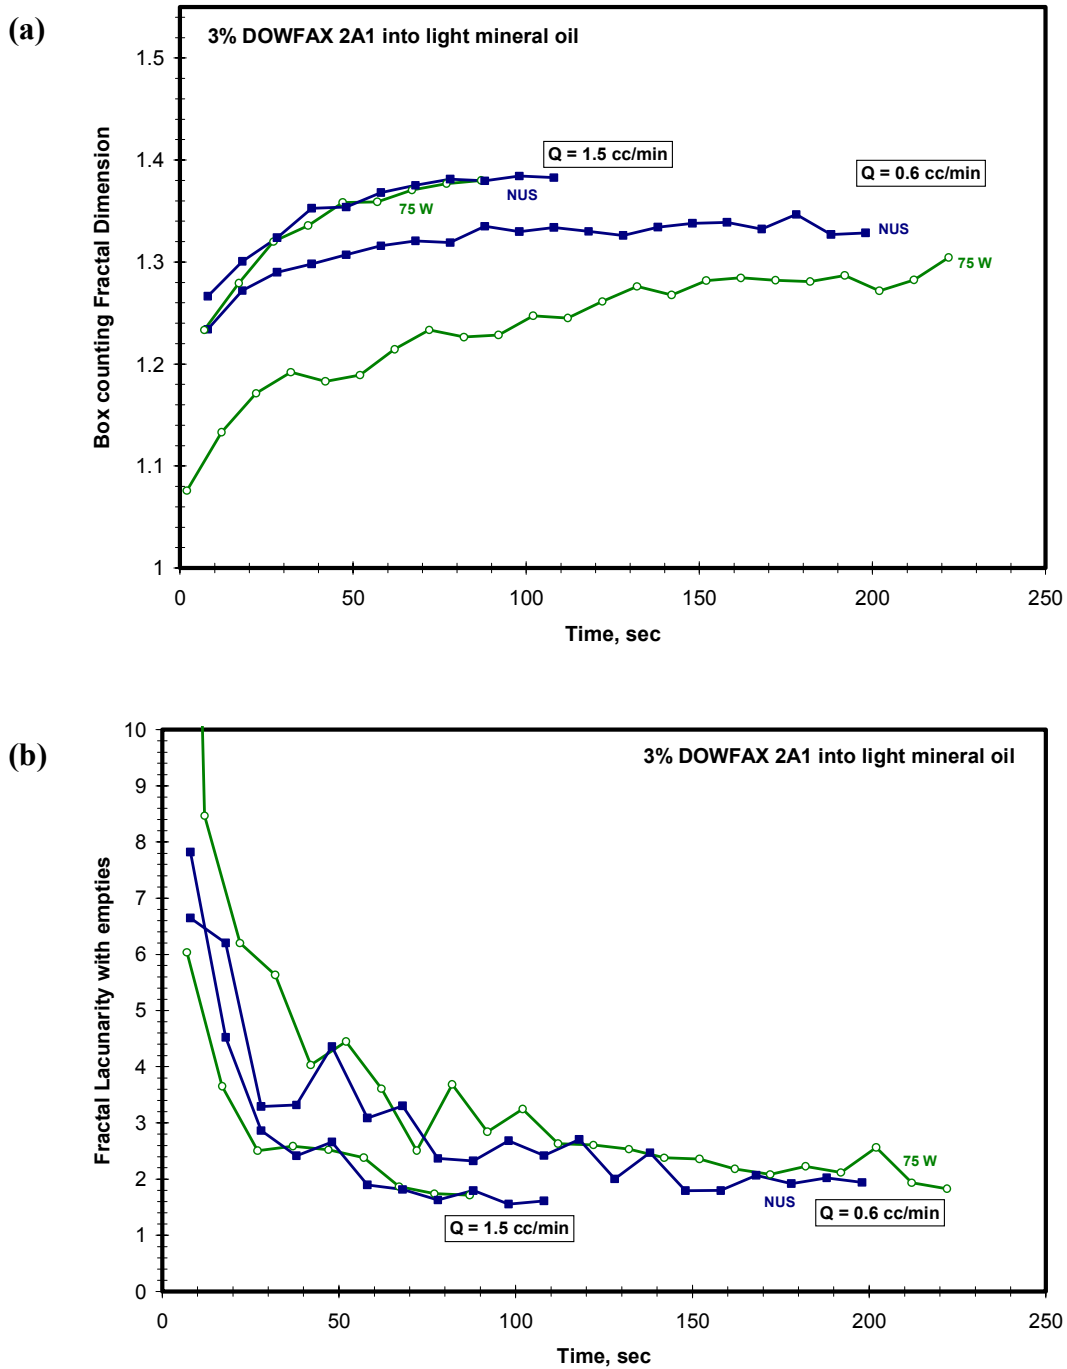 (a)
3% DOWFAX 2A1 into light mineral oil
1.5
1.4
1.3
1.2
1.1
1
Box counting Fractal Dimension
Q = 1.5 cc/min
Q = 0.6 cc/min
NUS
75 W
NUS
75 W
0 50 100 150 200 250
Time, sec
(b)
3% DOWFAX 2A1 into light mineral oil
10
9
8
7
6
5
4
3
2
1
0
Fractal Lacunarity with empties
75 W
NUS
Q = 0.6 cc/min
Q = 1.5 cc/min
0 50 100 150 200 250
Time, sec